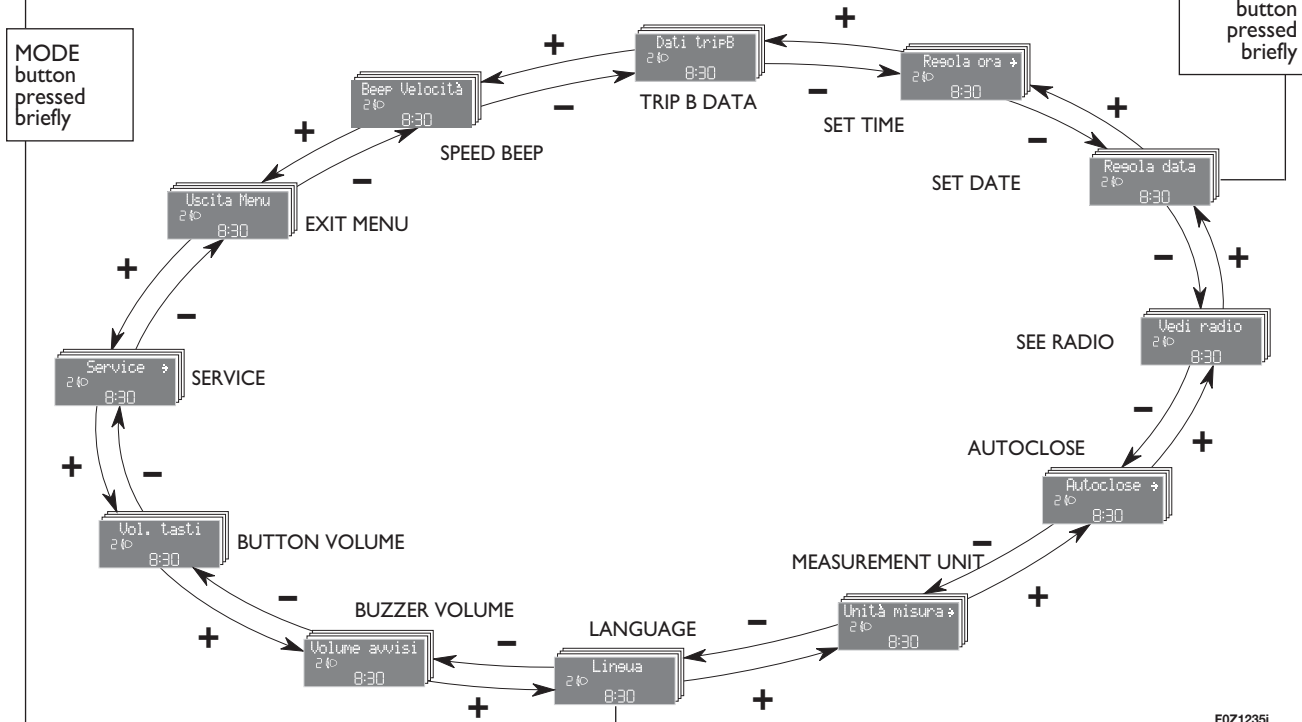 button
pressed
briefly
MODE
button
pressed
briefly
+
+
Dati tripB
8:30
TRIP B DATA
Regola ora
8:30
SET TIME
Beep Velocità
8:30
SPEED BEEP
−
−
+
+
−
−
Regola data
8:30
SET DATE
Uscita Menu
8:30
EXIT MENU
+
−
−
+
Vedi radio
8:30
SEE RADIO
Service
8:30
SERVICE
−
+
AUTOCLOSE
Autoclose
8:30
+
−
Vol. tasti
8:30
BUTTON VOLUME
−
+
MEASUREMENT UNIT
Unità misura
8:30
−
+
BUZZER VOLUME
Volume avvisi
8:30
−
+
LANGUAGE
Lingua
8:30
−
+
F0Z1235i